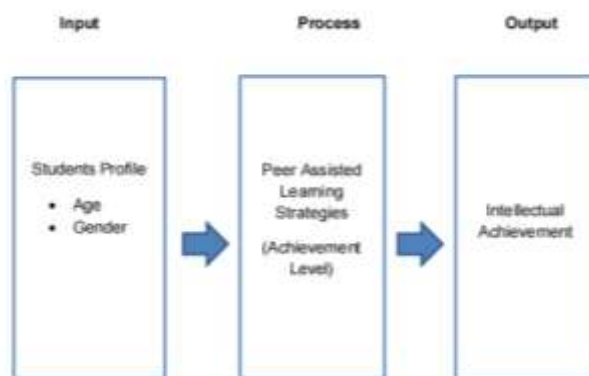 Input
Process
Output
Students Profile
• Age
• Gender
Peer Assisted
Learning
Strategies
(Achievement
Level)
Intellectual
Achievement